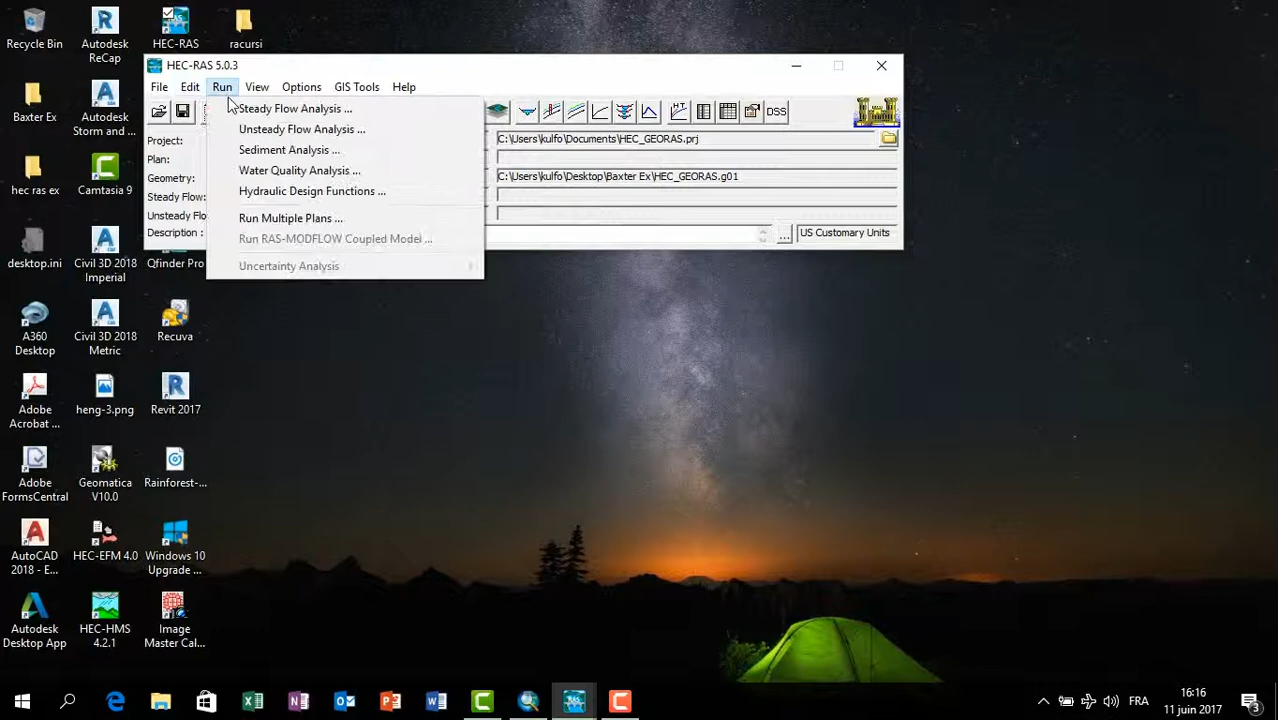 Recycle Bin
Autodesk
ReCap
HEC-RAS
racursi
Baxter Ex
Autodesk
Storm and ...
hec ras ex
Camtasia 9
desktop.ini
Civil 3D 2018
Imperial
Qfinder Pro
A360
Desktop
Civil 3D 2018
Metric
Recuva
Adobe
Acrobat ...
heng-3.png
Revit 2017
Adobe
FormsCentral
Geomatica
V10.0
Rainforest-...
AutoCAD
2018 - E...
HEC-EFM 4.0
Windows 10
Upgrade ...
Autodesk
Desktop App
HEC-HMS
4.2.1
Image
Master Cal...
HEC-RAS 5.0.3
File Edit Run View Options GIS Tools Help
DSS
Project:
C:\Users\kulfo\Documents\HEC_GEORAS.prj
Plan:
Geometry:
C:\Users\kulfo\Desktop\Baxter Ex\HEC_GEORAS.g01
Steady Flow:
Unsteady Flo
Description :
...
US Customary Units
Steady Flow Analysis ...
Unsteady Flow Analysis ...
Sediment Analysis ...
Water Quality Analysis ...
Hydraulic Design Functions ...
Run Multiple Plans ...
Run RAS-MODFLOW Coupled Model ...
Uncertainty Analysis
FRA
16:16
11 juin 2017
3